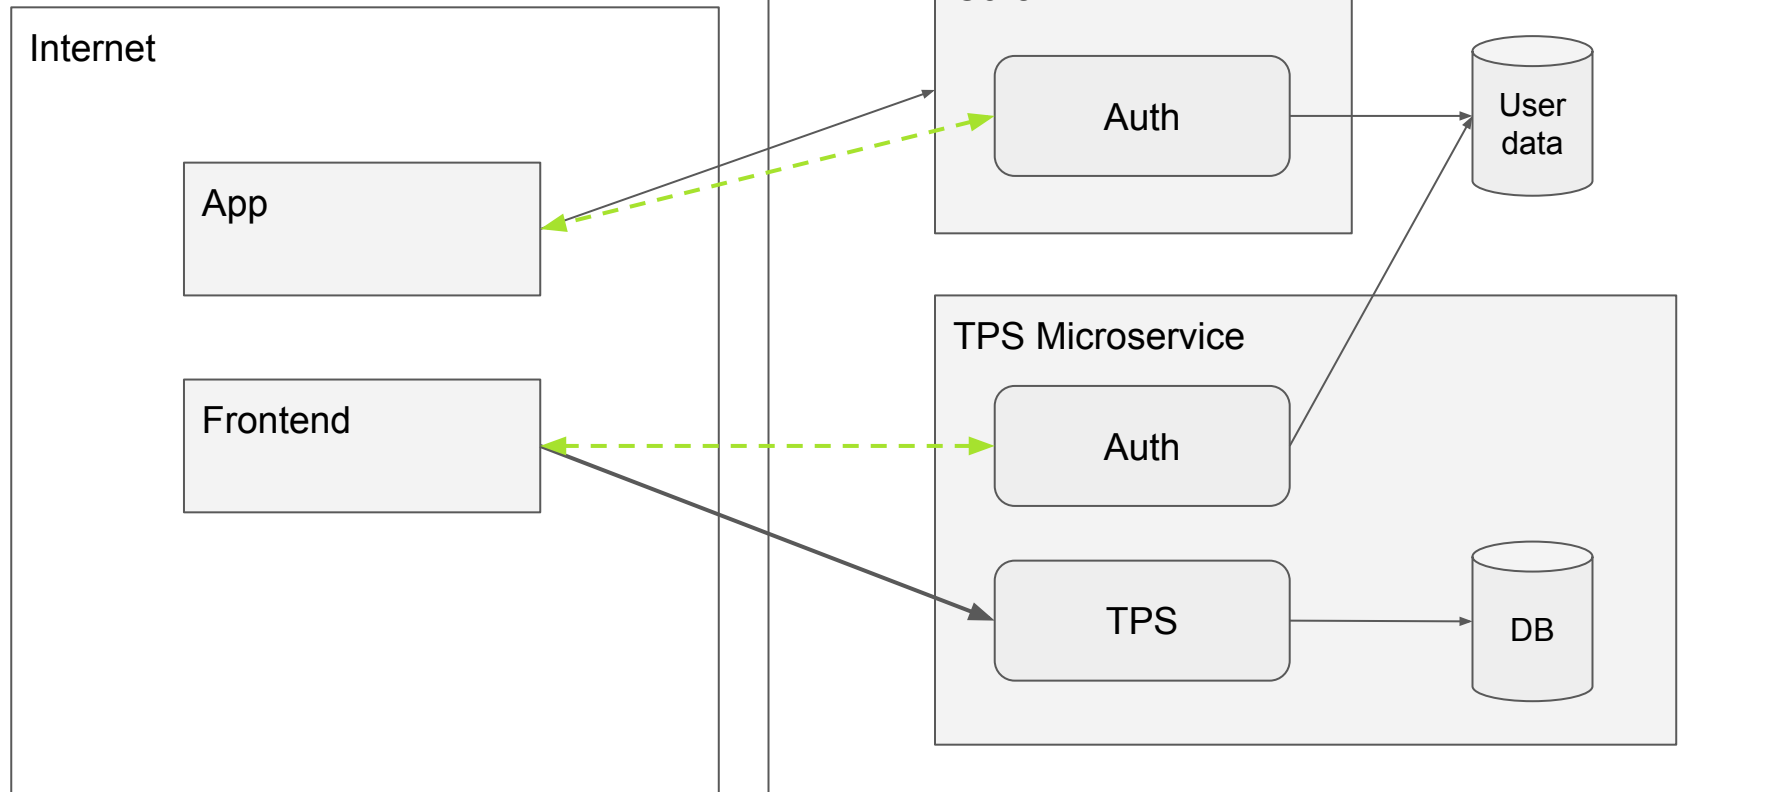 Internet
Auth
User
data
App
TPS Microservice
Frontend
Auth
TPS
DB